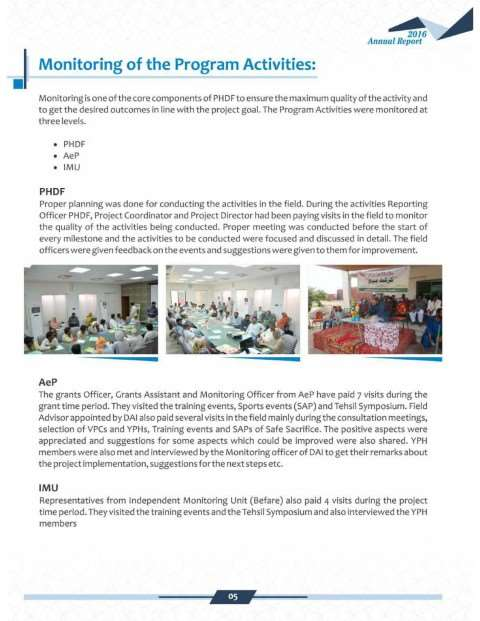 2016
Annual Report
Monitoring of the Program Activities:
Monitoring is one of the core components of PHDF to ensure the maximum quality of the activity and
to get the desired outcomes in line with the project goal. The Program Activities were monitored at
three levels.
• PHDF
• AeP
• IMU
PHDF
Proper planning was done for conducting the activities in the field. During the activities Reporting
Officer PHDF, Project Coordinator and Project Director had been paying visits in the field to monitor
the quality of the activities being conducted. Proper meeting was conducted before the start of
every milestone and the activities to be conducted were focused and discussed in detail. The field
officers were given feedback on the events and suggestions were given to them for improvement.
AeP
The grants Officer, Grants Assistant and Monitoring Officer from AeP have paid 7 visits during the
grant time period. They visited the training events, Sports events (SAP) and Tehsil Symposium. Field
Advisor appointed by DAI also paid several visits in the field mainly during the consultation meetings,
selection of VPCs and YPHs, Training events and SAPs of Safe Sacrifice. The positive aspects were
appreciated and suggestions for some aspects which could be improved were also shared. YPH
members were also met and interviewed by the Monitoring officer of DAI to get their remarks about
the project implementation, suggestions for the next steps etc.
IMU
Representatives from Independent Monitoring Unit (Befare) also paid 4 visits during the project
time period. They visited the training events and the Tehsil Symposium and also interviewed the YPH
members
05